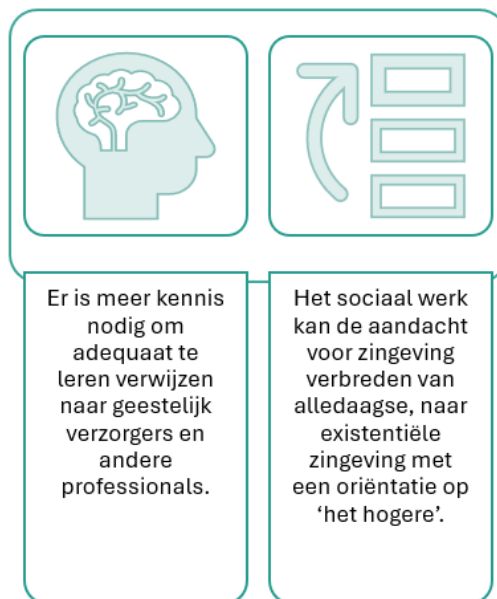 Er is meer kennis
nodig om
adequaat te
leren verwijzen
naar geestelijk
verzorgers en
andere
professionals.
Het sociaal werk
kan de aandacht
voor zingeving
verbreden van
alledaagse, naar
existentiële
zingeving met
een oriëntatie op
‘het hogere’.